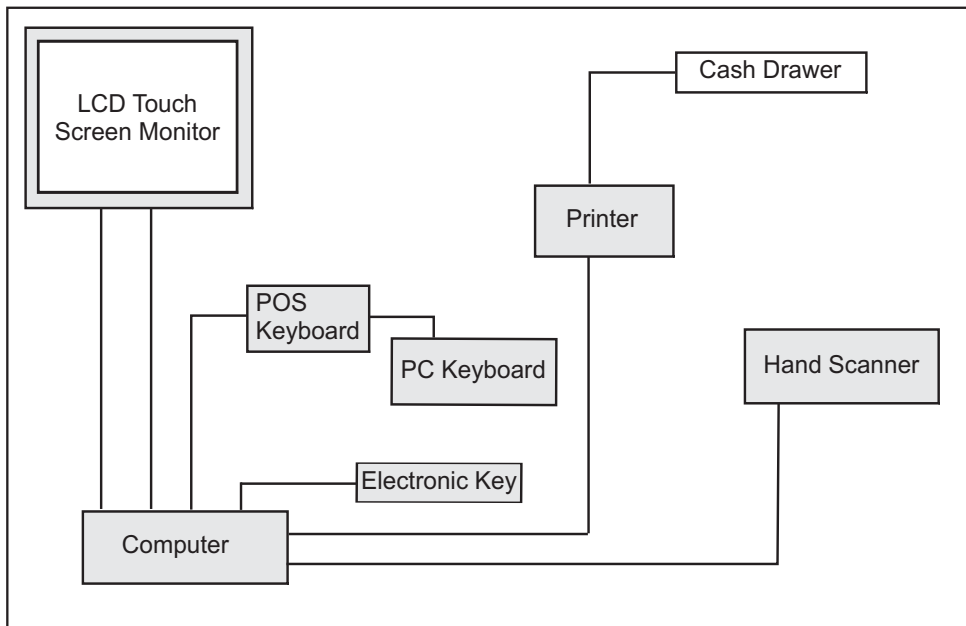 LCD Touch
Screen Monitor
Cash Drawer
Printer
POS
Keyboard
PC Keyboard
Hand Scanner
Electronic Key
Computer